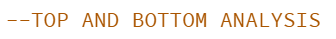 --TOP AND BOTTOM ANALYSIS